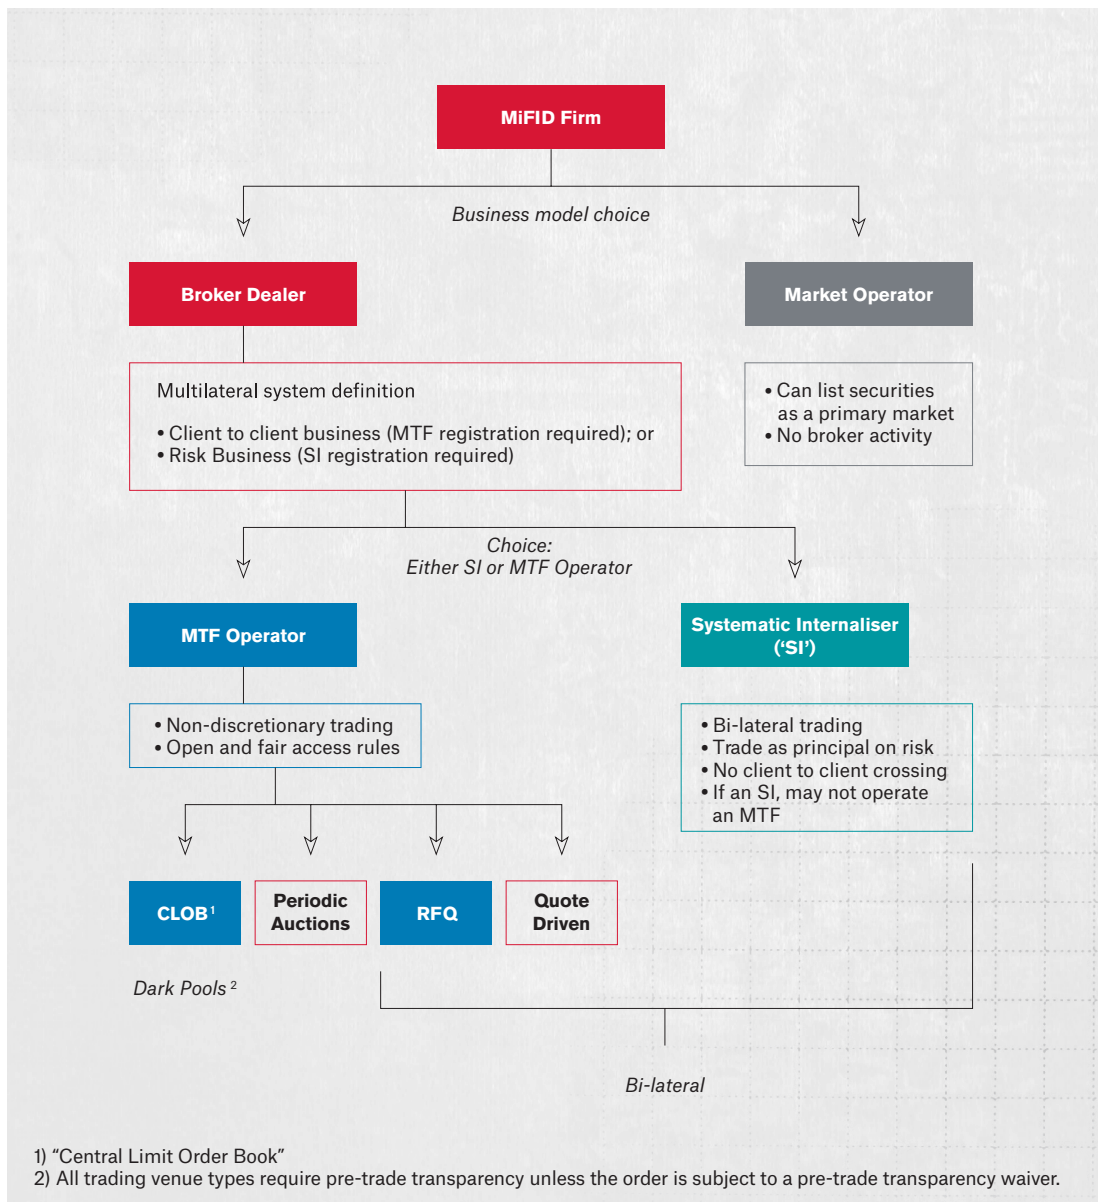 MiFID Firm
Business model choice
Broker Dealer
Market Operator
Multilateral system definition
• Client to client business (MTF registration required); or
• Risk Business (SI registration required)
• Can list securities
as a primary market
• No broker activity
Choice:
Either SI or MTF Operator
MTF Operator
Systematic Internaliser
(‘SI’)
• Non-discretionary trading
• Open and fair access rules
• Bi-lateral trading
• Trade as principal on risk
• No client to client crossing
• If an SI, may not operate
an MTF
CLOB¹
Periodic
Auctions
RFQ
Quote
Driven
Dark Pools ²
Bi-lateral
1) “Central Limit Order Book”
2) All trading venue types require pre-trade transparency unless the order is subject to a pre-trade transparency waiver.